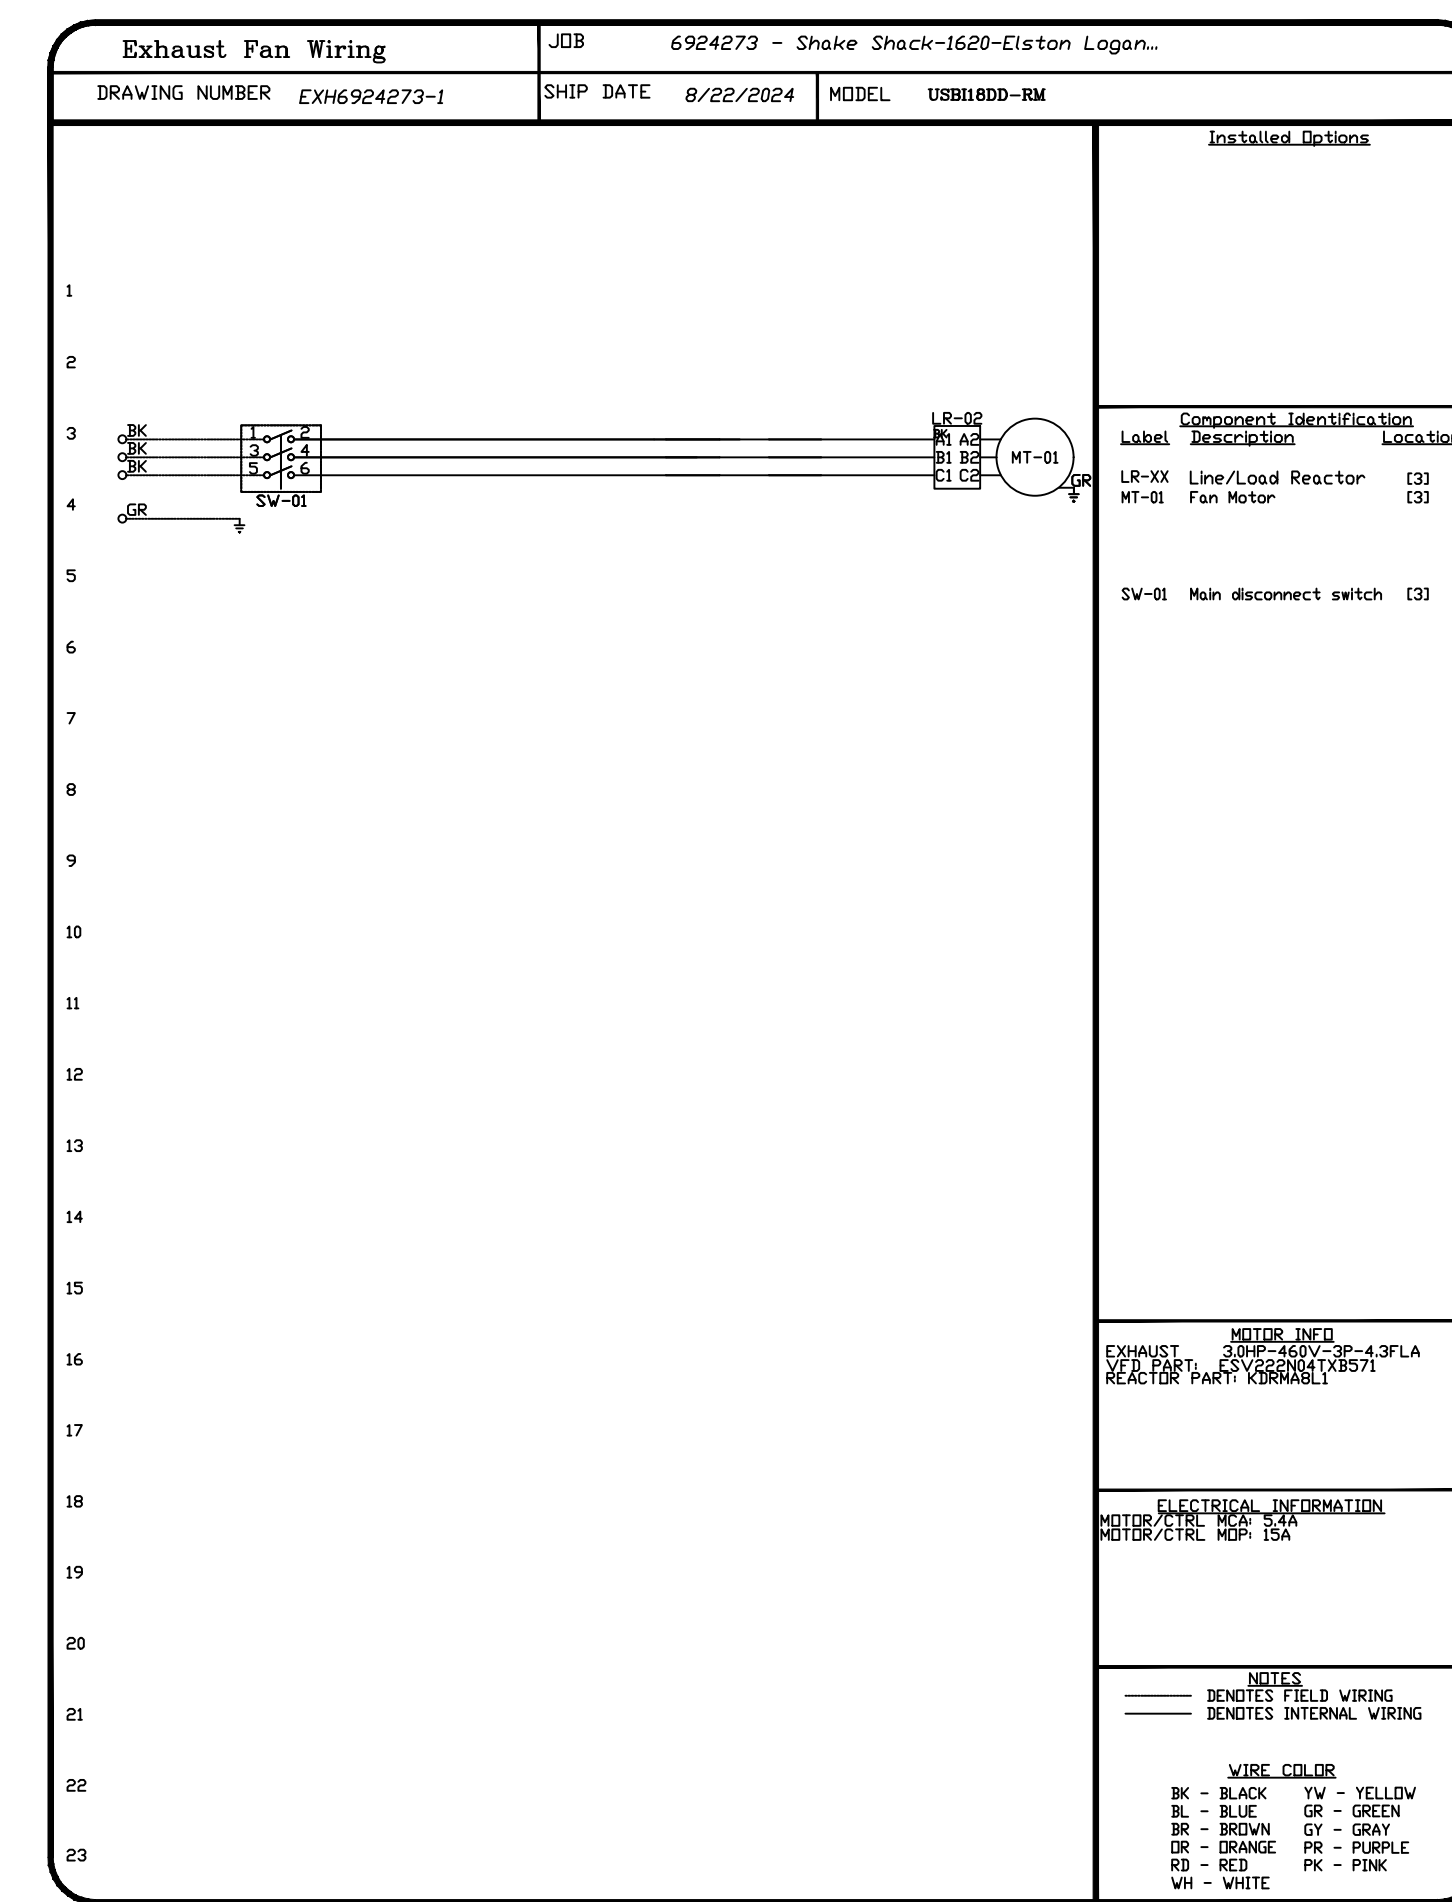 Exhaust Fan Wiring
JOB 6924273 - Shake Shack-1620-Elston Logan...
DRAWING NUMBER EXH6924273-1
SHIP DATE 8/22/2024
MODEL USBI18DD-RM
Installed Options
1
2
3
4
5
6
7
8
9
10
11
12
13
14
15
16
17
18
19
20
21
22
23
BK
BK
BK
GR
1 2
3 4
5 6
SW-01
LR-02
BK
A1 A2
B1 B2
C1 C2
MT-01
GR
Component Identification
Label Description Location
LR-XX Line/Load Reactor [3]
MT-01 Fan Motor [3]
SW-01 Main disconnect switch [3]
MOTOR INFO
EXHAUST 3.0HP-460V-3P-4.3FLA
VFD PART: ESV222N04TXB571
REACTOR PART: KDRMA8L1
ELECTRICAL INFORMATION
MOTOR/CTRL MCA: 5.4A
MOTOR/CTRL MOP: 15A
NOTES
DENOTES FIELD WIRING
DENOTES INTERNAL WIRING
WIRE COLOR
BK - BLACK YW - YELLOW
BL - BLUE GR - GREEN
BR - BROWN GY - GRAY
OR - ORANGE PR - PURPLE
RD - RED PK - PINK
WH - WHITE